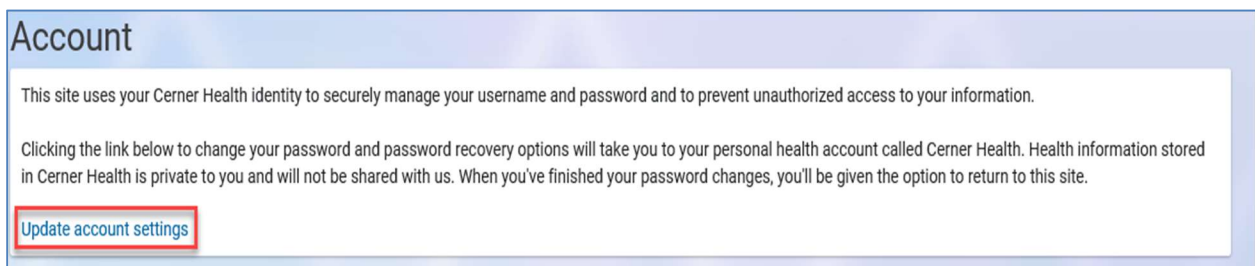 Account
This site uses your Cerner Health identity to securely manage your username and password and to prevent unauthorized access to your information.
Clicking the link below to change your password and password recovery options will take you to your personal health account called Cerner Health. Health information stored
in Cerner Health is private to you and will not be shared with us. When you've finished your password changes, you'll be given the option to return to this site.
Update account settings